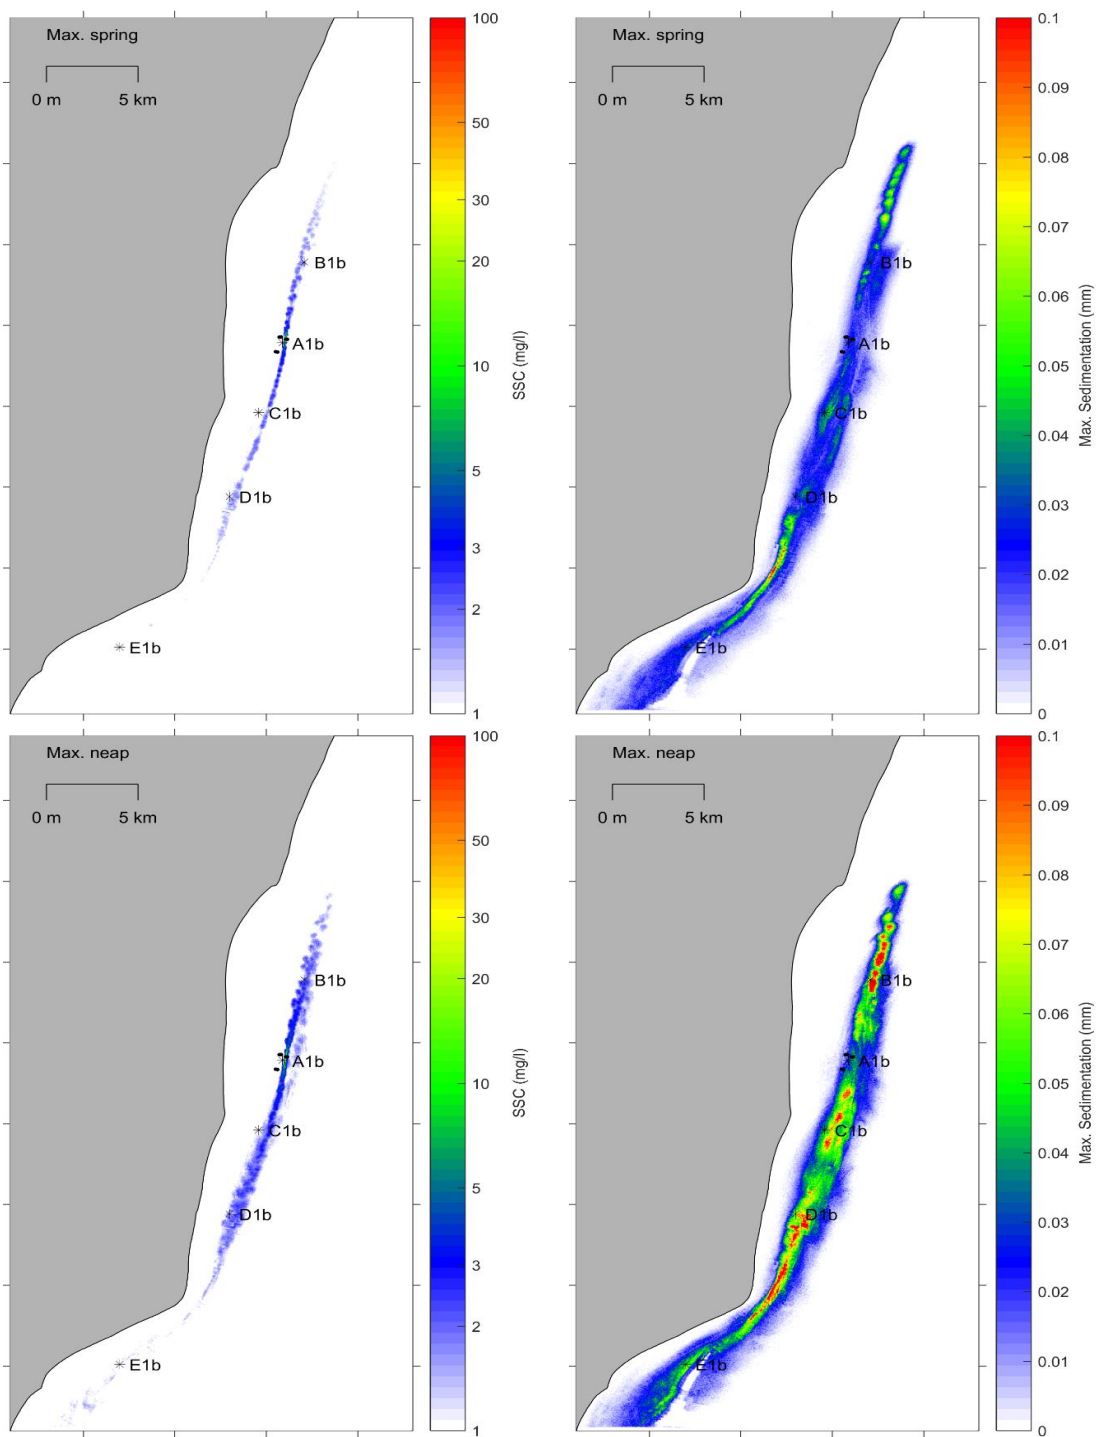 Max. spring
0 m 5 km
B1b
A1b
C1b
D1b
E1b
100
50
30
20
10
5
3
2
1
SSC (mg/l)
Max. spring
0 m 5 km
B1b
A1b
C1b
D1b
E1b
0.1
0.09
0.08
0.07
0.06
0.05
0.04
0.03
0.02
0.01
0
Max. Sedimentation (mm)
Max. neap
0 m 5 km
B1b
A1b
C1b
D1b
E1b
100
50
30
20
10
5
3
2
1
SSC (mg/l)
Max. neap
0 m 5 km
B1b
A1b
C1b
D1b
E1b
0.1
0.09
0.08
0.07
0.06
0.05
0.04
0.03
0.02
0.01
0
Max. Sedimentation (mm)